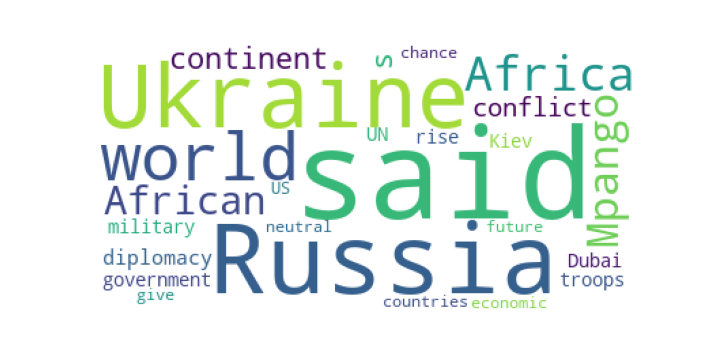 continent
s
chance
Ukraine
Africa
conflict
world
UN
rise
Kiev
said
Mpango
African
US
military
neutral
Russia
future
diplomacy
Dubai
government
troops
give
countries
economic